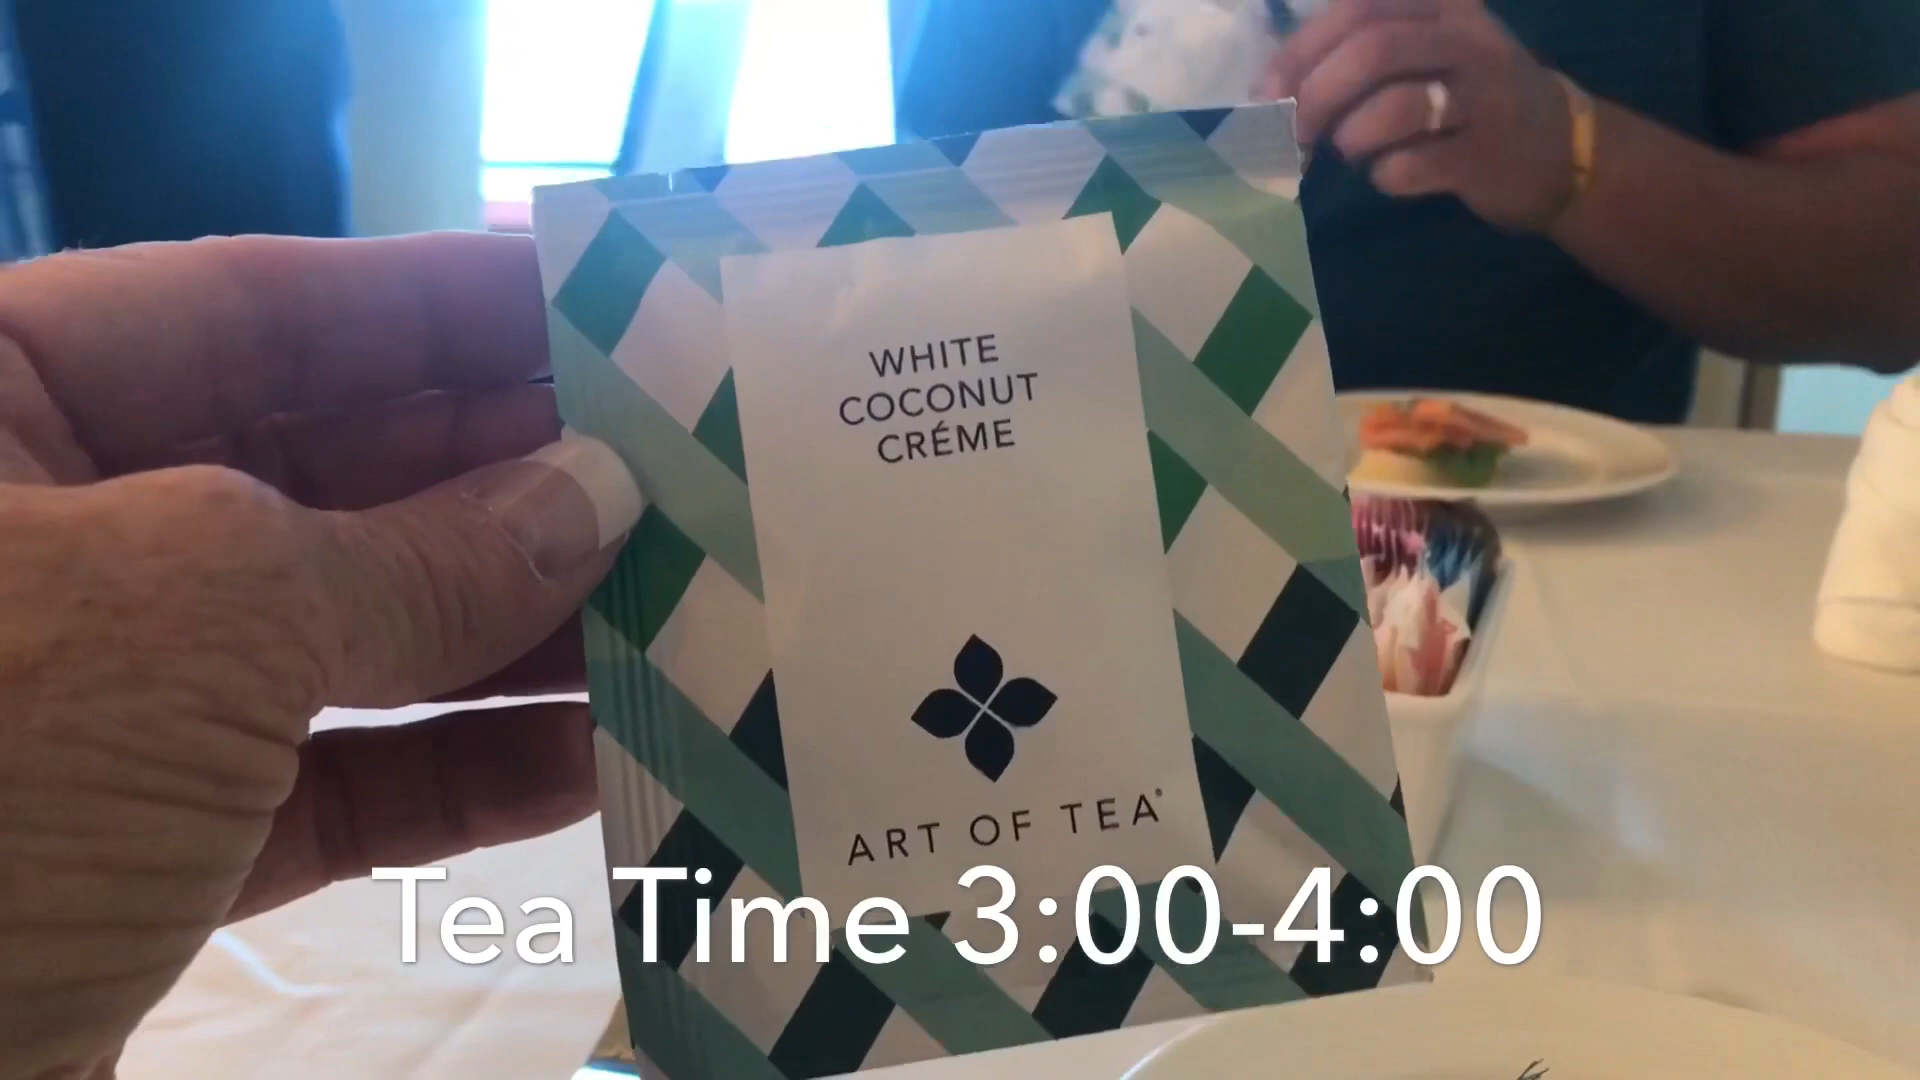 WHITE
COCONUT
CRÉME
ART OF TEA®
Tea Time 3:00-4:00